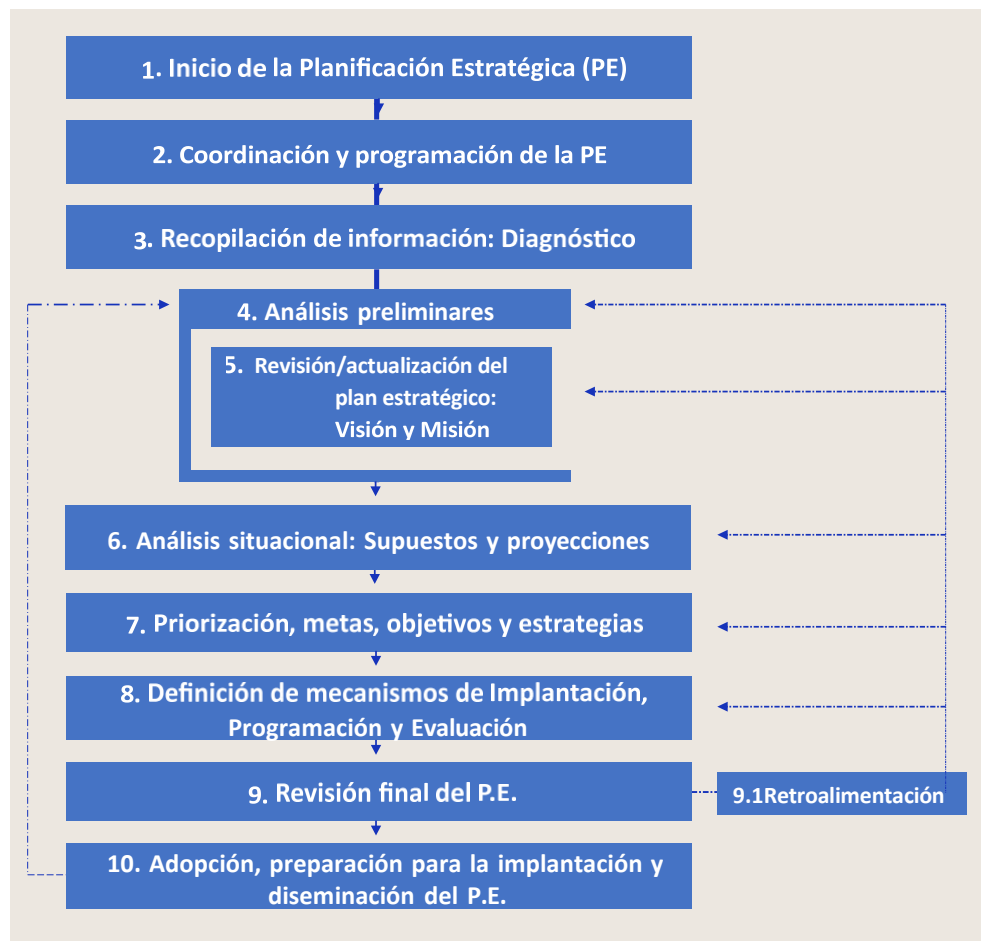 1. Inicio de la Planificación Estratégica (PE)
2. Coordinación y programación de la PE
3. Recopilación de información: Diagnóstico
4. Análisis preliminares
5. Revisión/actualización del
plan estratégico:
Visión y Misión
6. Análisis situacional: Supuestos y proyecciones
7. Priorización, metas, objetivos y estrategias
8. Definición de mecanismos de Implantación,
Programación y Evaluación
9. Revisión final del P.E.
9.1Retroalimentación
10. Adopción, preparación para la implantación y
diseminación del P.E.